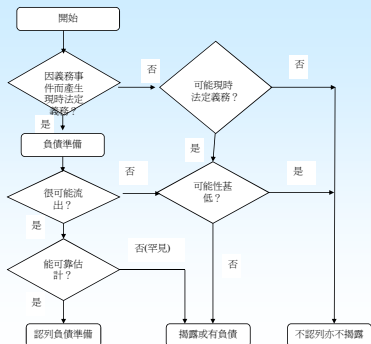 開始
因義務事
件而產生
現時法定
義務？
否
可能現時
法定義務？
否
是
負債準備
是
很可能流
出？
否
可能性甚
低？
是
是
能可靠估
計？
否(罕見)
否
是
認列負債準備
揭露或有負債
不認列亦不揭露